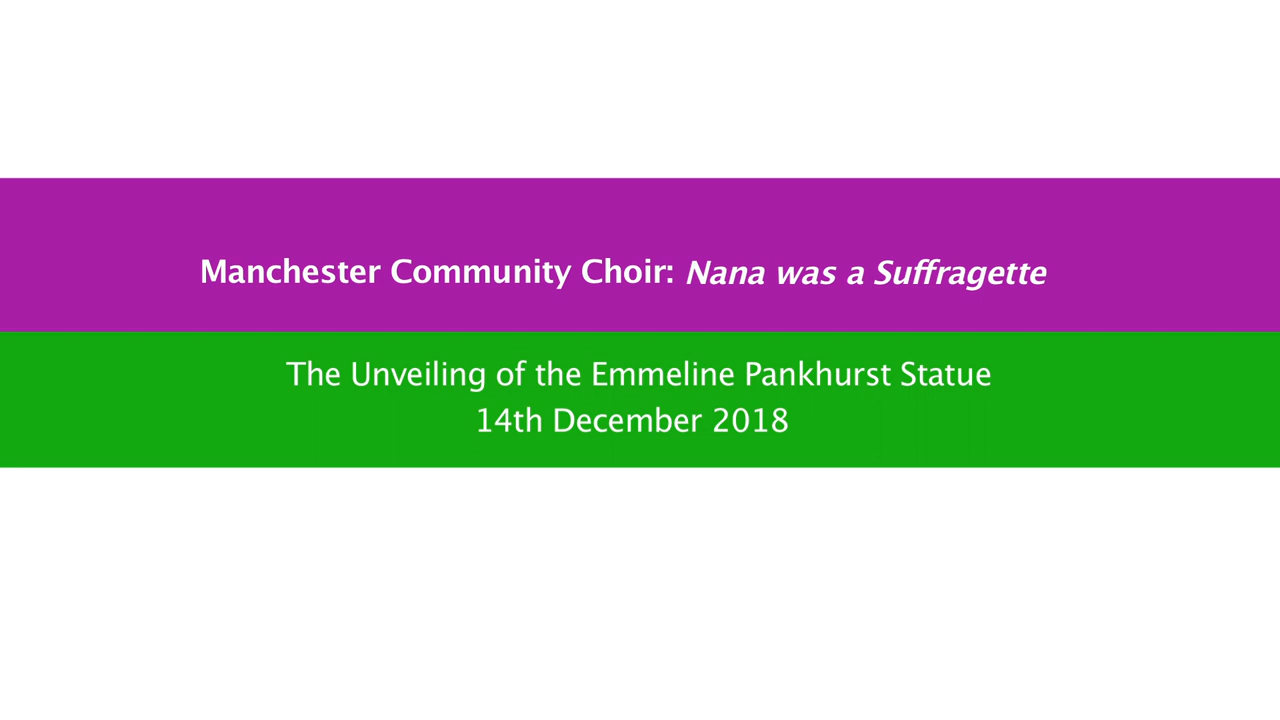 Manchester Community Choir: Nana was a Suffragette
The Unveiling of the Emmeline Pankhurst Statue
14th December 2018